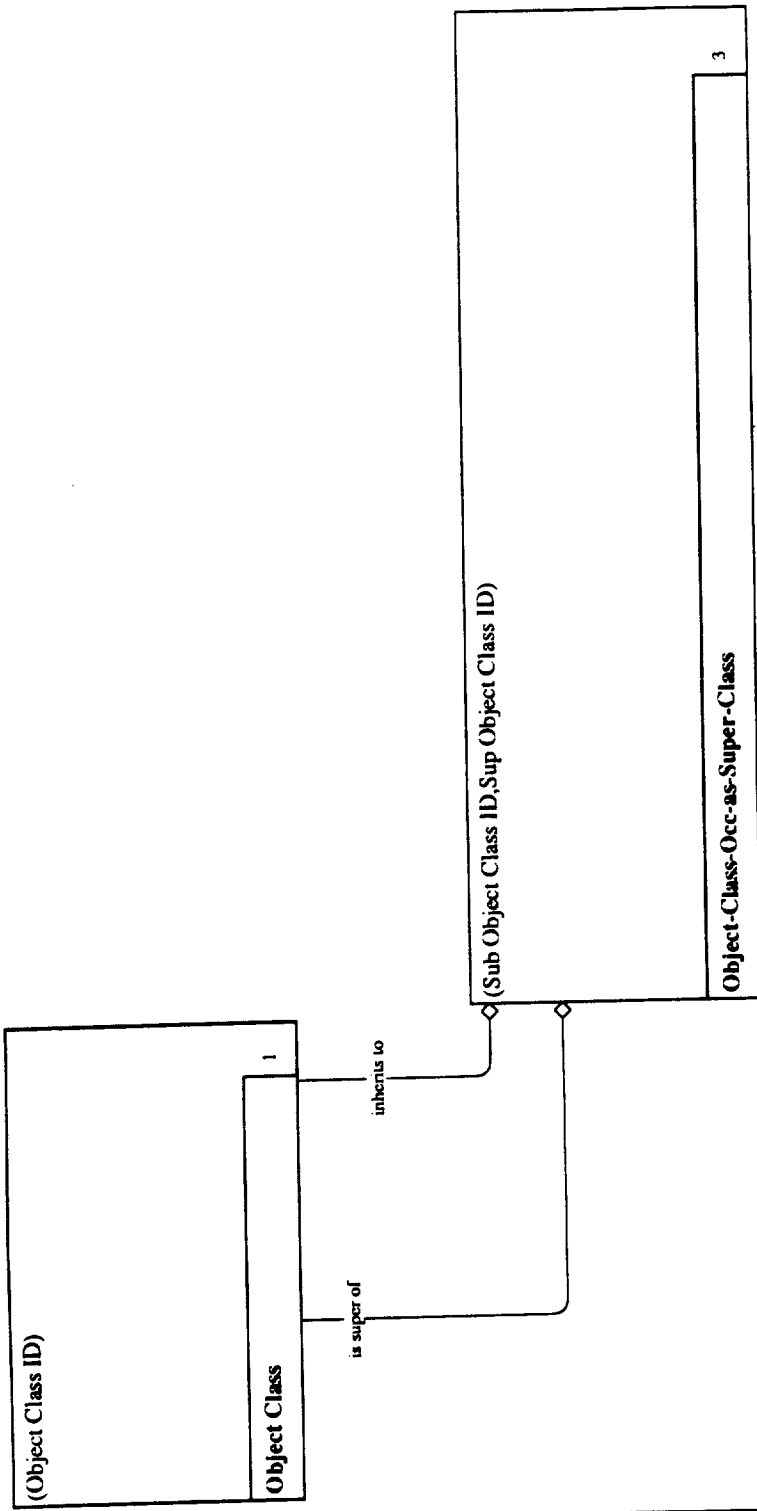 (Object Class ID)
Object Class
1
is super of
inherits to
(Sub Object Class ID,Sup Object Class ID)
Object-Class-Occ-as-Super-Class
3